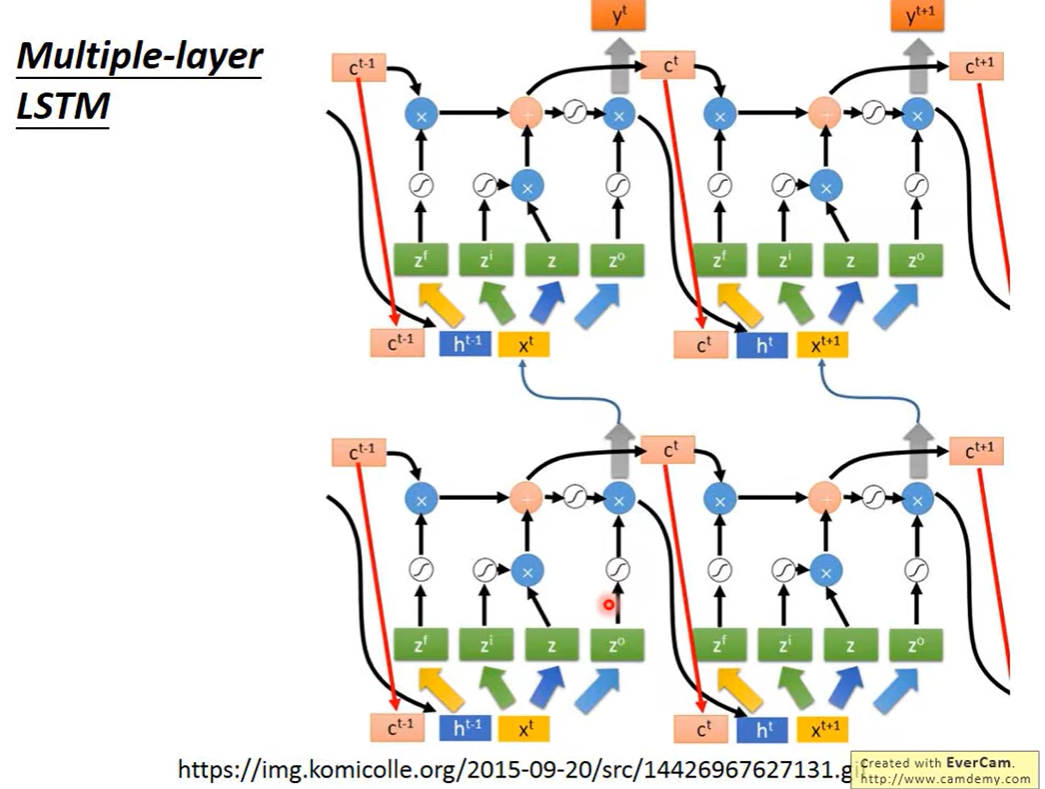 Multiple-layer
LSTM
y^t y^{t+1}
c^{t-1} c^t c^{t+1}
× + × × + ×
× ×
z^f z^i z z^o z^f z^i z z^o
c^{t-1} h^{t-1} x^t c^t h^t x^{t+1}
c^{t-1} c^t c^{t+1}
× + × × + ×
× ×
z^f z^i z z^o z^f z^i z z^o
c^{t-1} h^{t-1} x^t c^t h^t x^{t+1}
https://img.komicolle.org/2015-09-20/src/14426967627131.gif
Created with EverCam.
http://www.camdemy.com